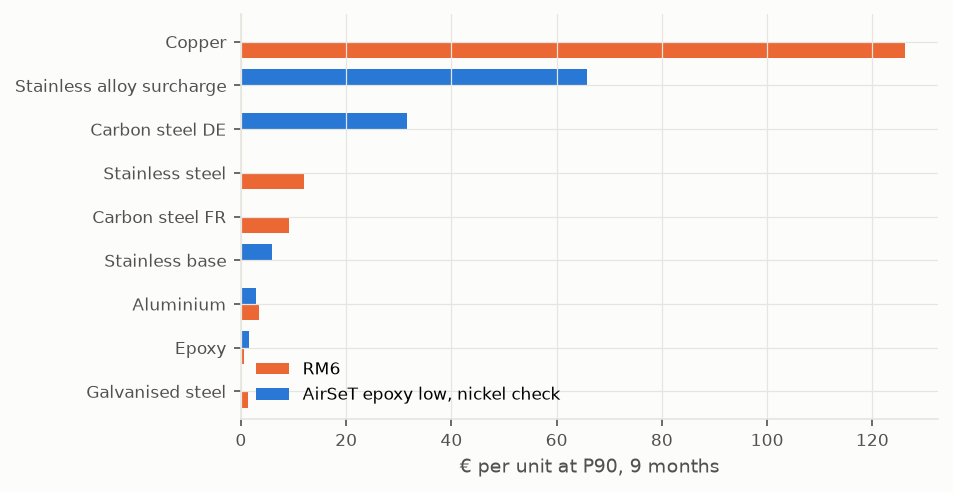 Copper
Stainless alloy surcharge
Carbon steel DE
Stainless steel
Carbon steel FR
Stainless base
Aluminium
Epoxy
Galvanised steel
RM6
AirSeT epoxy low, nickel check
0 20 40 60 80 100 120
€ per unit at P90, 9 months